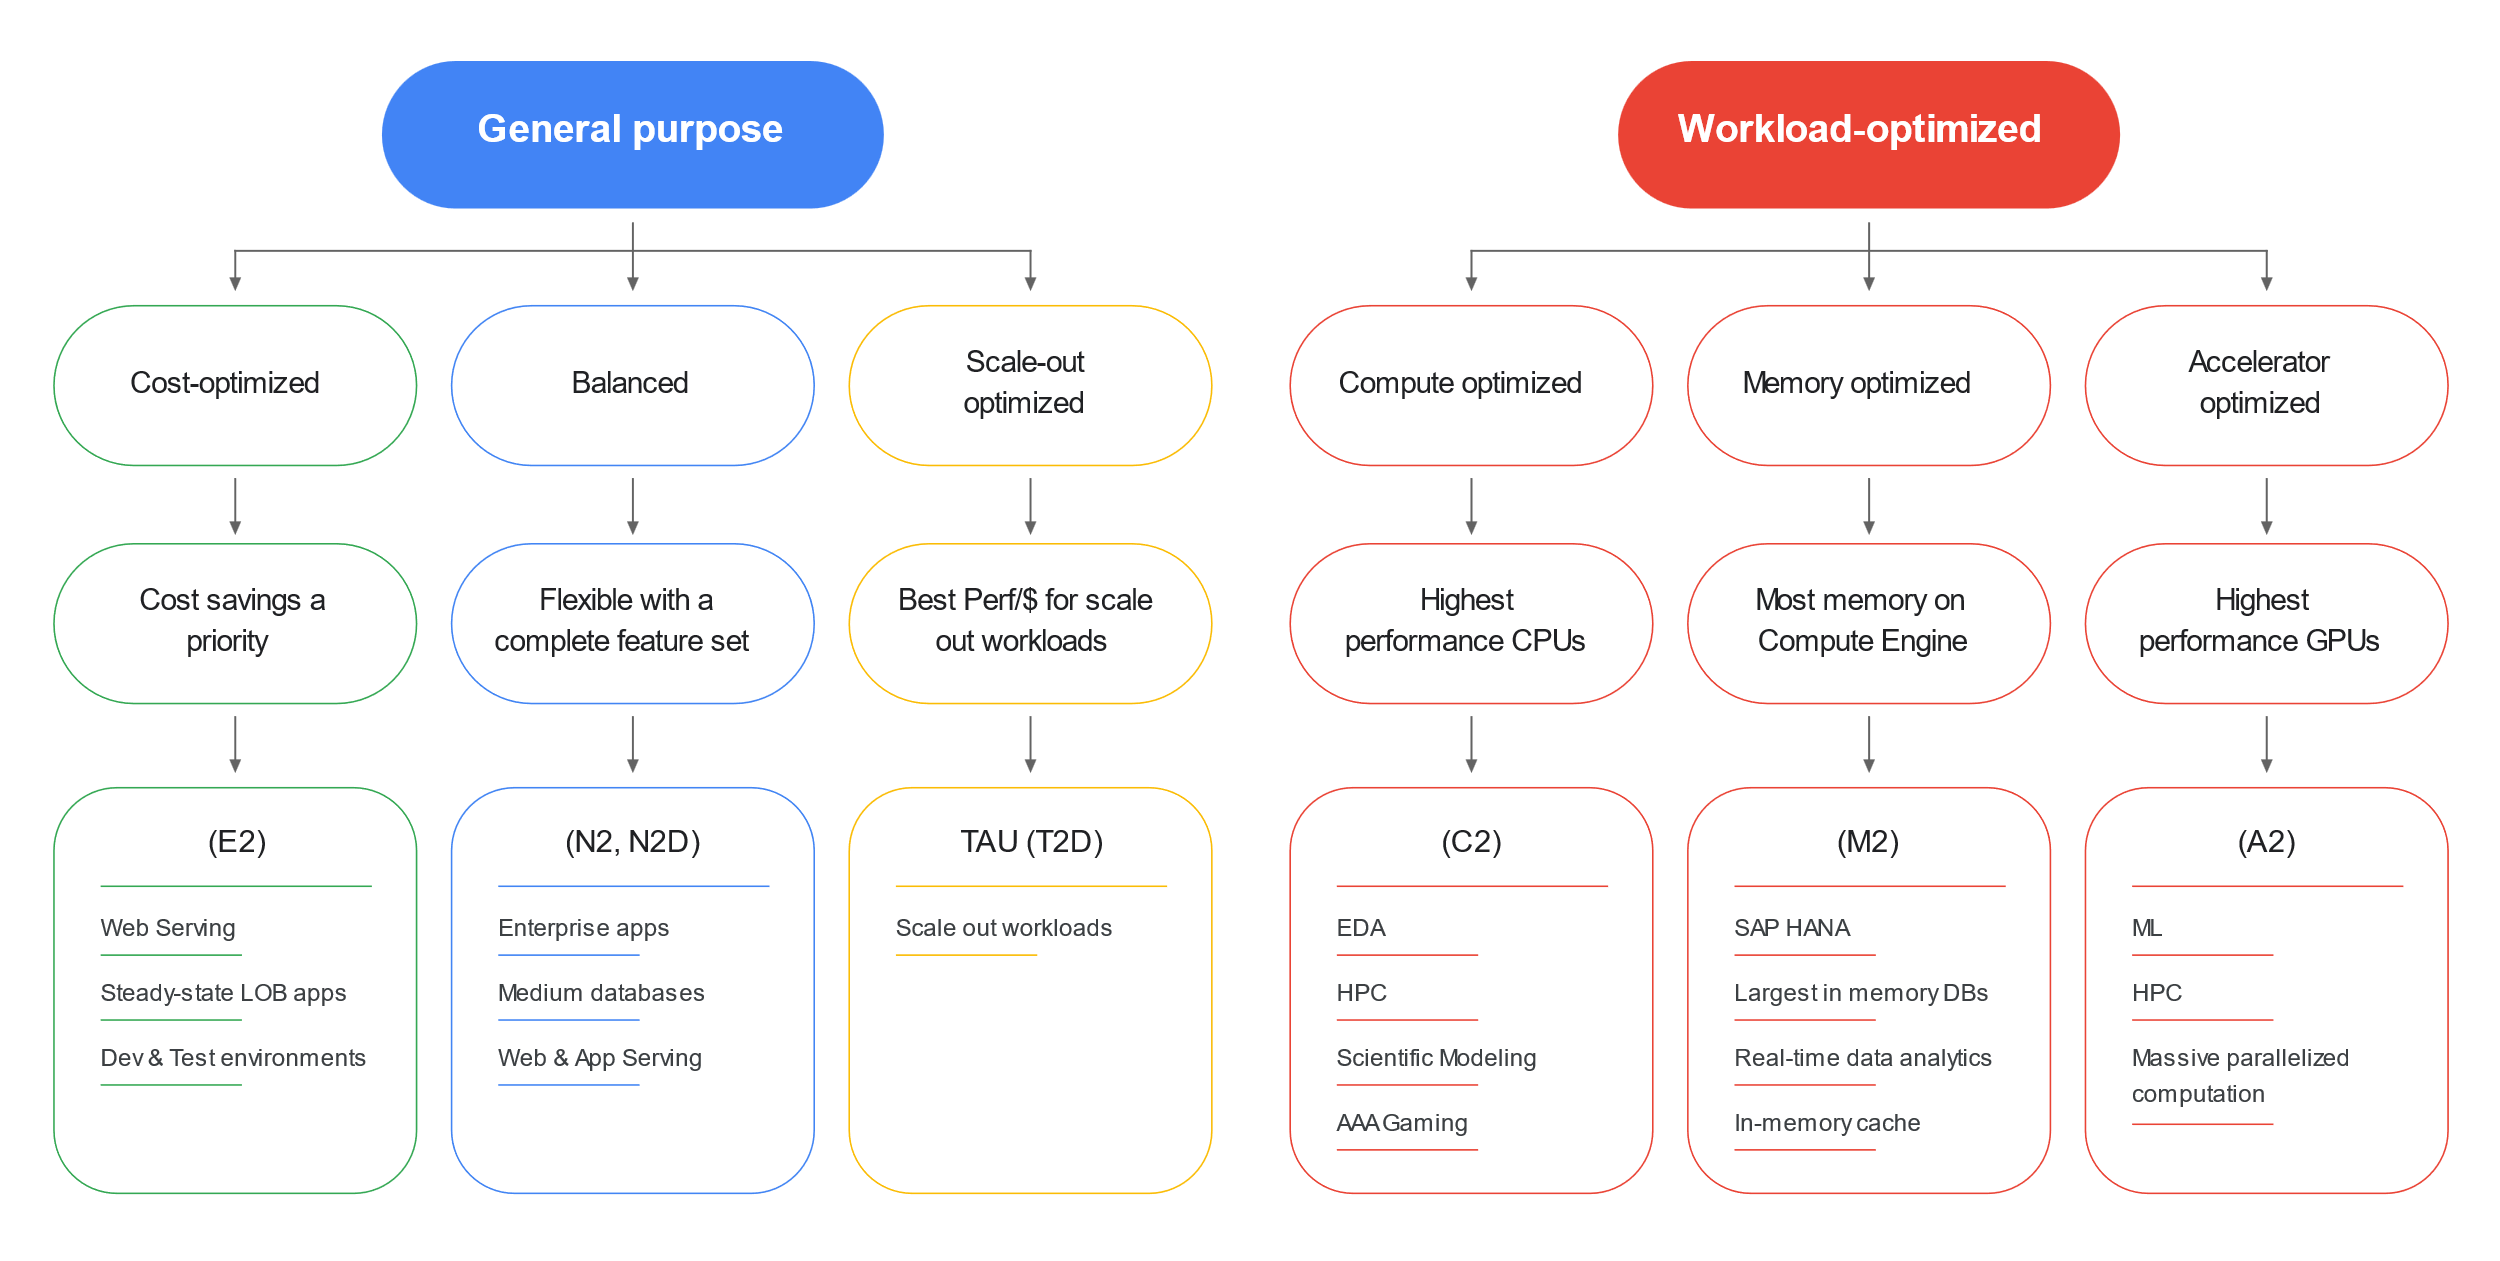 General purpose
Workload-optimized
Cost-optimized
Balanced
Scale-out
optimized
Compute optimized
Memory optimized
Accelerator
optimized
Cost savings a
priority
Flexible with a
complete feature set
Best Perf/$ for scale
out workloads
Highest
performance CPUs
Most memory on
Compute Engine
Highest
performance GPUs
(E2)
Web Serving
Steady-state LOB apps
Dev & Test environments
(N2, N2D)
Enterprise apps
Medium databases
Web & App Serving
TAU (T2D)
Scale out workloads
(C2)
EDA
HPC
Scientific Modeling
AAA Gaming
(M2)
SAP HANA
Largest in memory DBs
Real-time data analytics
In-memory cache
(A2)
ML
HPC
Massive parallelized
computation